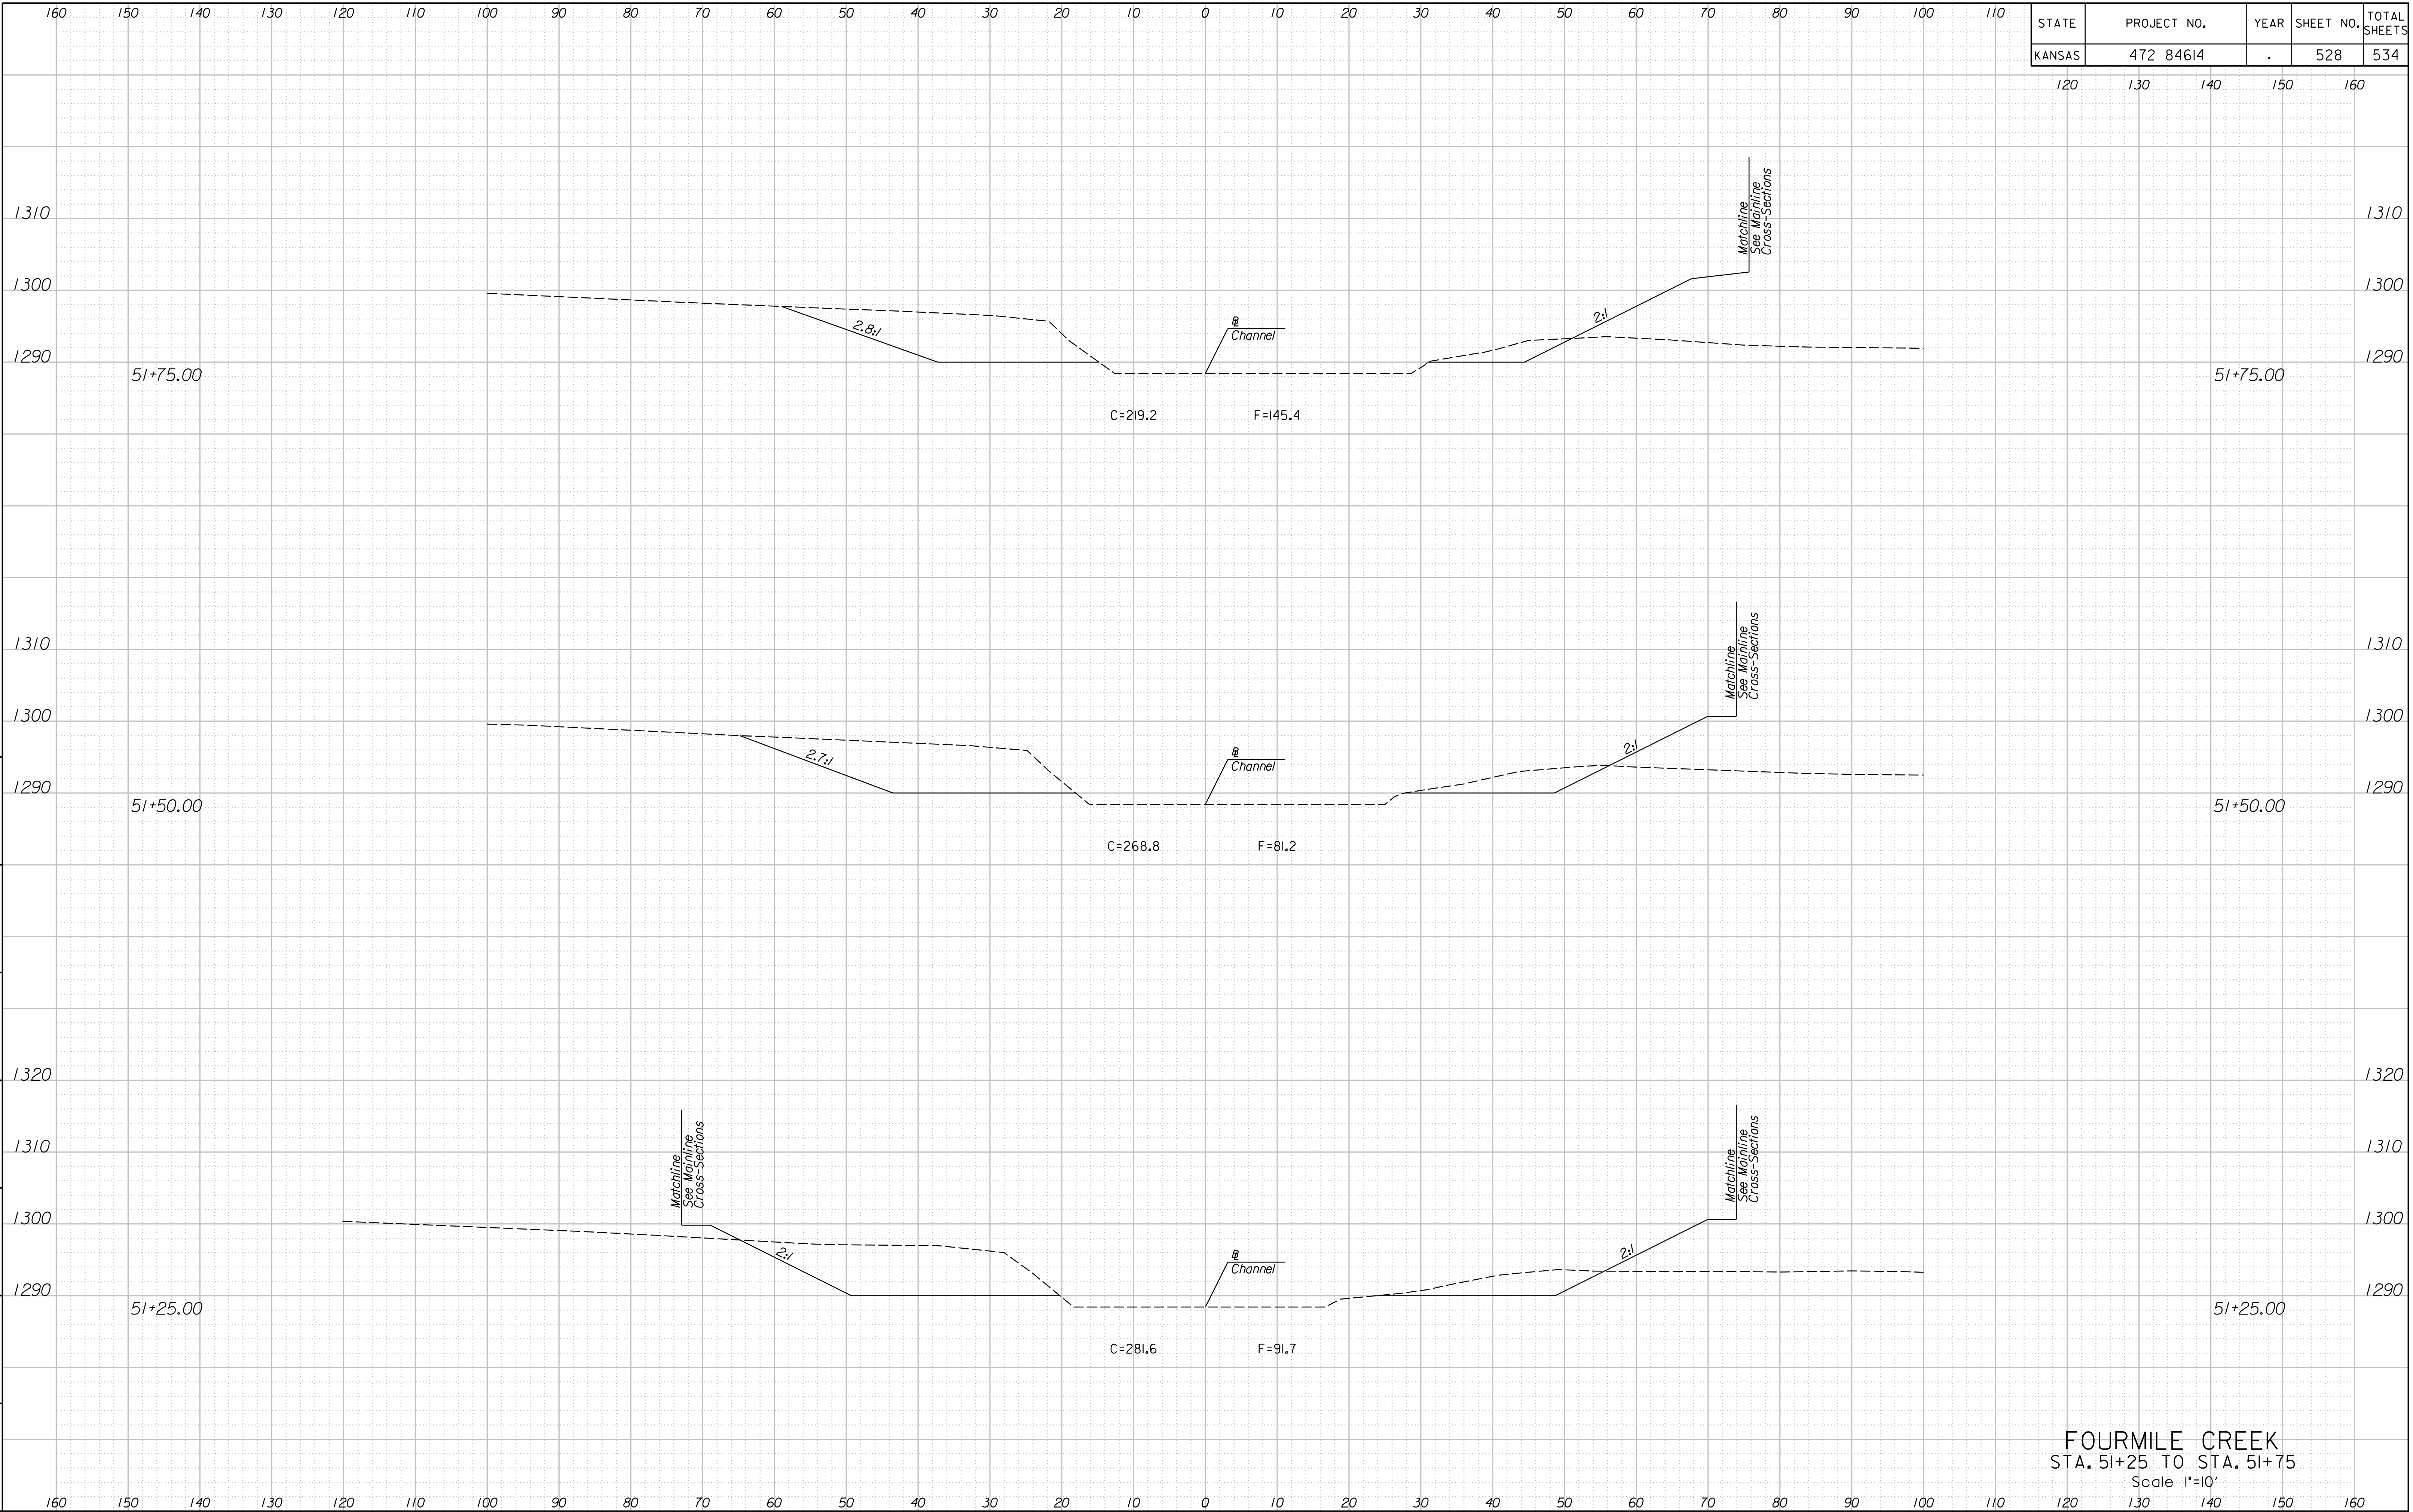 160 150 140 130 120 110 100 90 80 70 60 50 40 30 20 10 0 10 20 30 40 50 60 70 80 90 100 110
STATE PROJECT NO. YEAR SHEET NO. TOTAL SHEETS
KANSAS 472 84614 . 528 534
120 130 140 150 160
Matchline
See Mainline
Cross-Sections
1310 1310
1300 1300
2.8:1 2:1
Channel
1290 1290
51+75.00 51+75.00
C=219.2 F=145.4
Matchline
See Mainline
Cross-Sections
1310 1310
1300 1300
2.7:1 2:1
Channel
1290 1290
51+50.00 51+50.00
C=268.8 F=81.2
1320 1320
Matchline
See Mainline
Cross-Sections
Matchline
See Mainline
Cross-Sections
1310 1310
1300 1300
2:1 2:1
Channel
1290 1290
51+25.00 51+25.00
C=281.6 F=91.7
FOURMILE CREEK
STA. 51+25 TO STA. 51+75
Scale 1"=10'
160 150 140 130 120 110 100 90 80 70 60 50 40 30 20 10 0 10 20 30 40 50 60 70 80 90 100 110 120 130 140 150 160